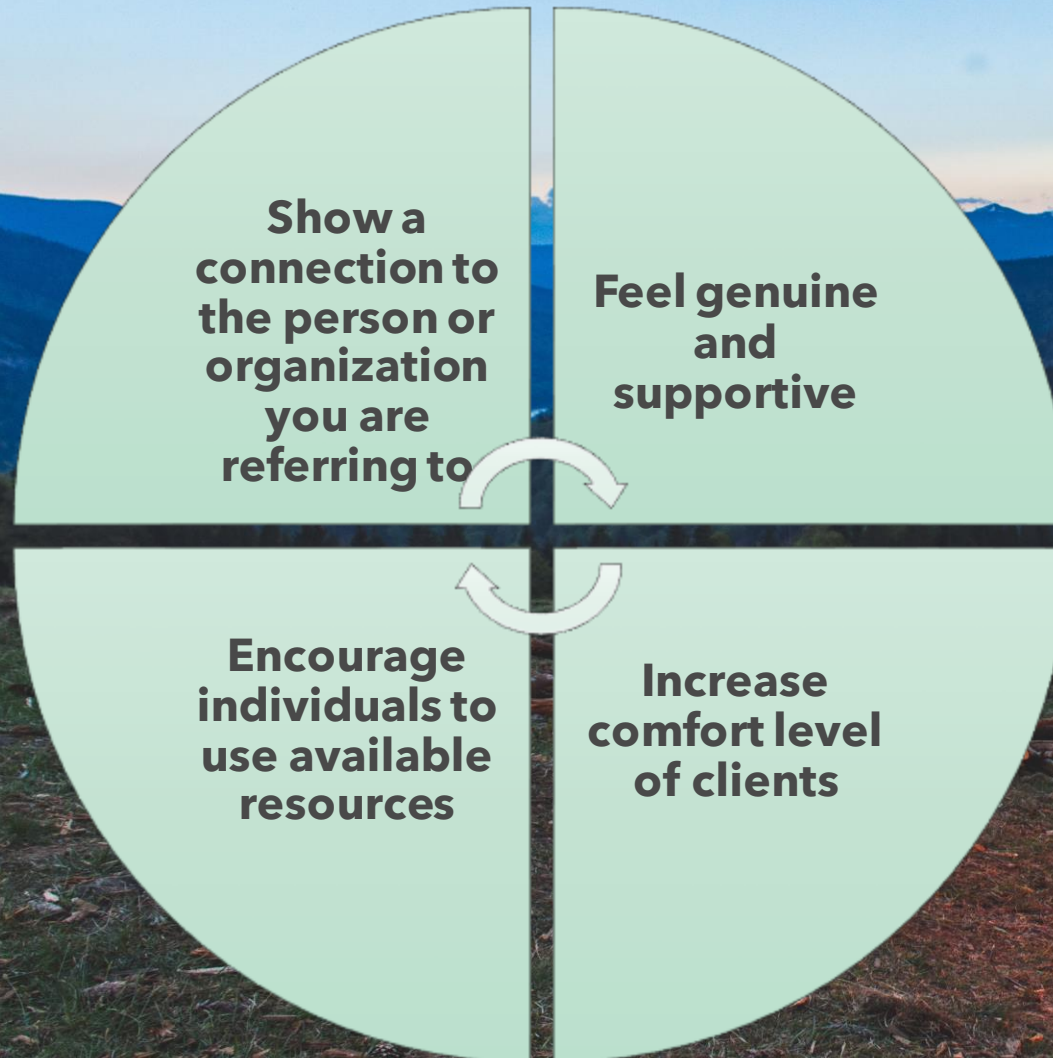 Show a
connection to
the person or
organization
you are
referring to
Feel genuine
and
supportive
Encourage
individuals to
use available
resources
Increase
comfort level
of clients